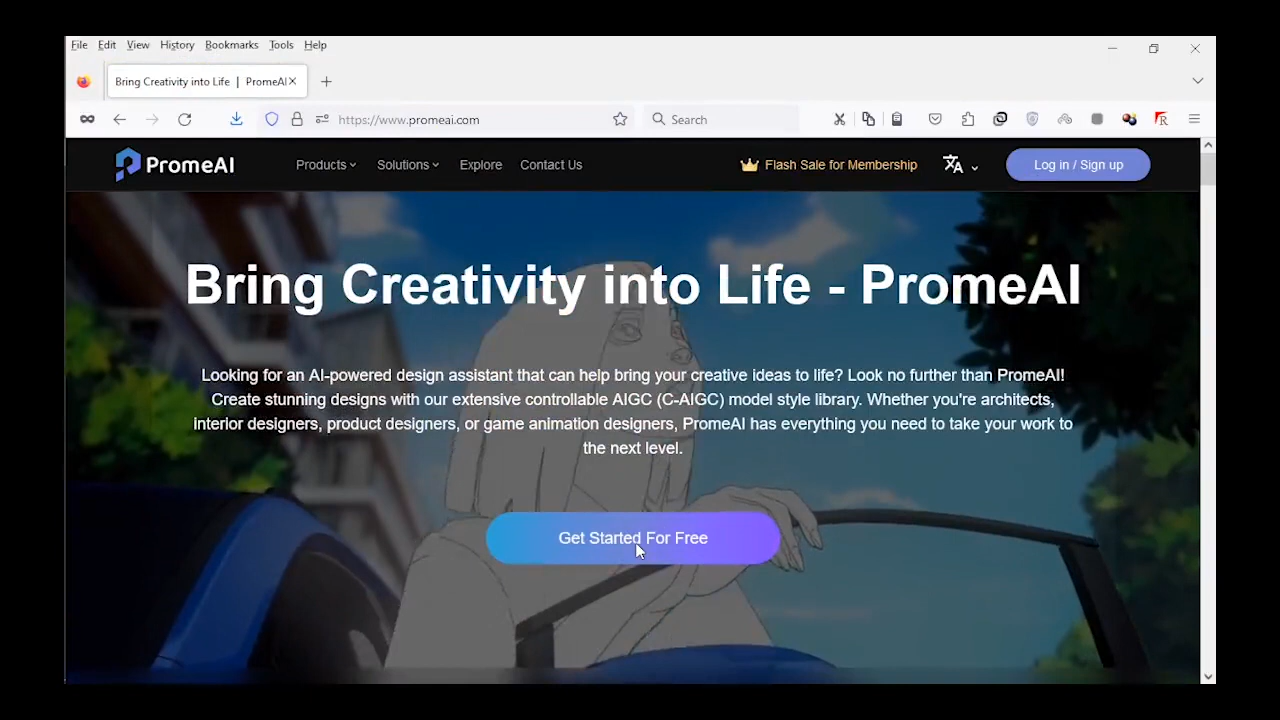 File Edit View History Bookmarks Tools Help
Bring Creativity into Life | PromeAI
https://www.promeai.com
Search
PromeAI
Products
Solutions
Explore
Contact Us
Flash Sale for Membership
Log in / Sign up
Bring Creativity into Life - PromeAI
Looking for an AI-powered design assistant that can help bring your creative ideas to life? Look no further than PromeAI!
Create stunning designs with our extensive controllable AIGC (C-AIGC) model style library. Whether you're architects,
interior designers, product designers, or game animation designers, PromeAI has everything you need to take your work to
the next level.
Get Started For Free